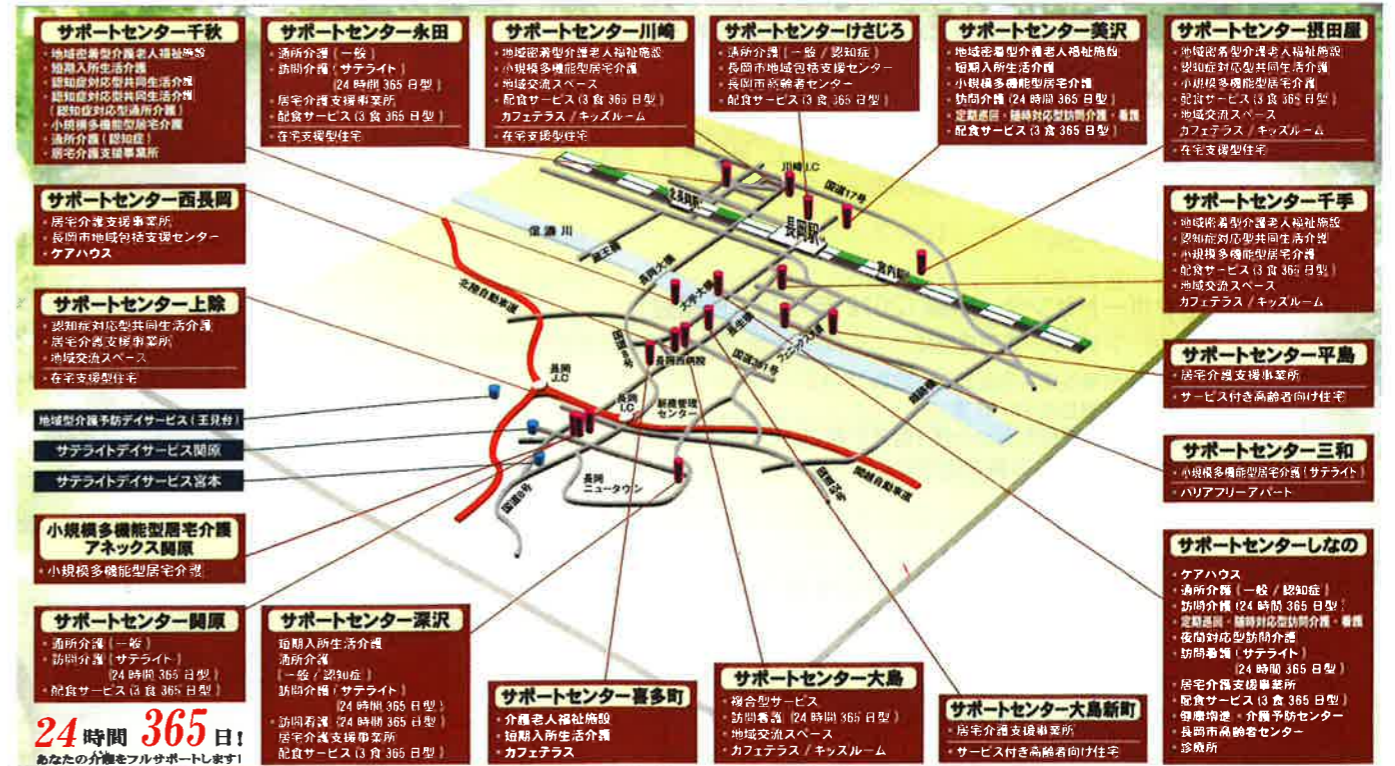 サポートセンター千秋
・地域密着型介護老人福祉施設
・短期入所生活介護
・認知症対応型共同生活介護
・認知症対応型共同生活介護
(認知症対応型通所介護)
・小規模多機能型居宅介護
・通所介護(認知症)
・居宅介護支援事業所
サポートセンター永田
・通所介護(一般)
・訪問介護(サテライト)
(24時間365日型)
・居宅介護支援事業所
・配食サービス(3食365日型)
・在宅支援型住宅
サポートセンター川崎
・地域密着型介護老人福祉施設
・小規模多機能型居宅介護
・地域交流スペース
・配食サービス(3食365日型)
カフェテラス/キッズルーム
・在宅支援型住宅
サポートセンターけさじろ
・通所介護(一般/認知症)
・長岡市地域包括支援センター
・長岡市高齢者センター
・配食サービス(3食365日型)
サポートセンター美沢
・地域密着型介護老人福祉施設
・短期入所生活介護
・小規模多機能型居宅介護
・訪問介護(24時間365日型)
・定期巡回・随時対応型訪問介護・看護
・配食サービス(3食365日型)
サポートセンター摂田屋
・地域密着型介護老人福祉施設
・認知症対応型共同生活介護
・小規模多機能型居宅介護
・配食サービス(3食365日型)
・地域交流スペース
カフェテラス/キッズルーム
・在宅支援型住宅
サポートセンター西長岡
・居宅介護支援事業所
・長岡市地域包括支援センター
・ケアハウス
サポートセンター千手
・地域密着型介護老人福祉施設
・認知症対応型共同生活介護
・小規模多機能型居宅介護
・配食サービス(3食365日型)
・地域交流スペース
カフェテラス/キッズルーム
サポートセンター上除
・認知症対応型共同生活介護
・居宅介護支援事業所
・地域交流スペース
・在宅支援型住宅
サポートセンター平島
・居宅介護支援事業所
・サービス付き高齢者向け住宅
地域型介護予防デイサービス(王見台)
サテライトデイサービス関原
サテライトデイサービス宮本
サポートセンター三和
・小規模多機能型居宅介護(サテライト)
・バリアフリーアパート
小規模多機能型居宅介護
アネックス関原
・小規模多機能型居宅介護
サポートセンターしなの
・ケアハウス
・通所介護(一般/認知症)
・訪問介護(24時間365日型)
・定期巡回・随時対応型訪問介護・看護
・夜間対応型訪問介護
・訪問看護(サテライト)
(24時間365日型)
・居宅介護支援事業所
・配食サービス(3食365日型)
・健康増進・介護予防センター
・長岡市高齢者センター
・診療所
サポートセンター関原
・通所介護(一般)
・訪問介護(サテライト)
(24時間365日型)
・配食サービス(3食365日型)
サポートセンター深沢
短期入所生活介護
通所介護
(一般/認知症)
訪問介護(サテライト)
(24時間365日型)
・訪問看護(24時間365日型)
居宅介護支援事業所
配食サービス(3食365日型)
サポートセンター喜多町
・介護老人福祉施設
・短期入所生活介護
・カフェテラス
サポートセンター大島
・複合型サービス
・訪問看護(24時間365日型)
・地域交流スペース
・カフェテラス/キッズルーム
サポートセンター大島新町
・居宅介護支援事業所
・サービス付き高齢者向け住宅
24時間 365日!
あなたの介護をフルサポートします!
川崎I.C
国道17号
北長岡駅
長岡駅
宮内駅
信濃川
蔵王橋
長岡大橋
大手大橋
長生橋
フェニックス大橋
北陸自動車道
国道8号
長岡西病院
国道351号
長岡
J.C
長岡
I.C
長岡
ニュータウン
国道8号
関越自動車道